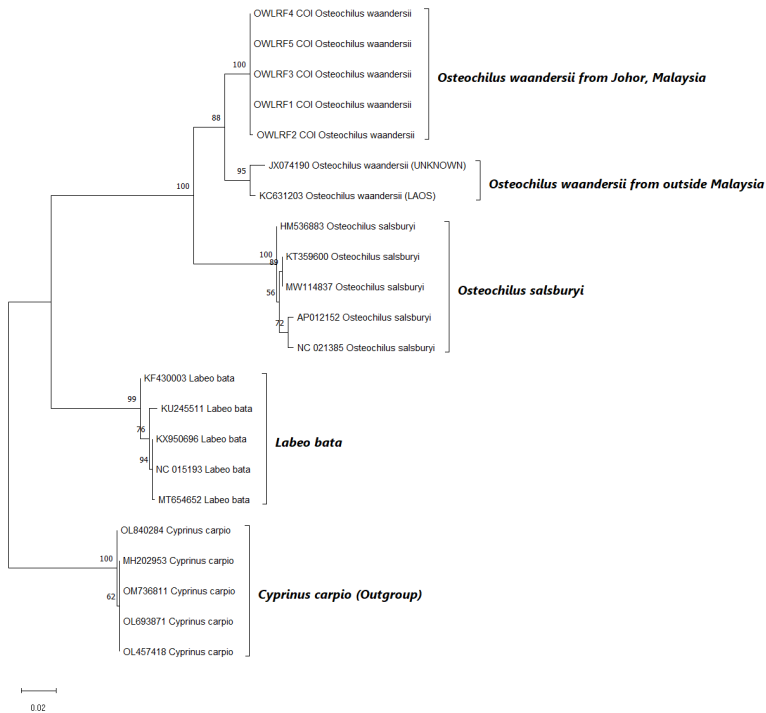 OWLRF4 COI Osteochilus waandersii
OWLRF5 COI Osteochilus waandersii
100
OWLRF3 COI Osteochilus waandersii
Osteochilus waandersii from Johor, Malaysia
OWLRF1 COI Osteochilus waandersii
88
OWLRF2 COI Osteochilus waandersii
95
JX074190 Osteochilus waandersii (UNKNOWN)
Osteochilus waandersii from outside Malaysia
100
KC631203 Osteochilus waandersii (LAOS)
HM536883 Osteochilus salsburyi
100
KT359600 Osteochilus salsburyi
89
MW114837 Osteochilus salsburyi
Osteochilus salsburyi
56
AP012152 Osteochilus salsburyi
72
NC 021385 Osteochilus salsburyi
KF430003 Labeo bata
99
KU245511 Labeo bata
76
KX950696 Labeo bata
Labeo bata
94
NC 015193 Labeo bata
MT654652 Labeo bata
OL840284 Cyprinus carpio
100
MH202953 Cyprinus carpio
OM736811 Cyprinus carpio
Cyprinus carpio (Outgroup)
62
OL693871 Cyprinus carpio
OL457418 Cyprinus carpio
0.02